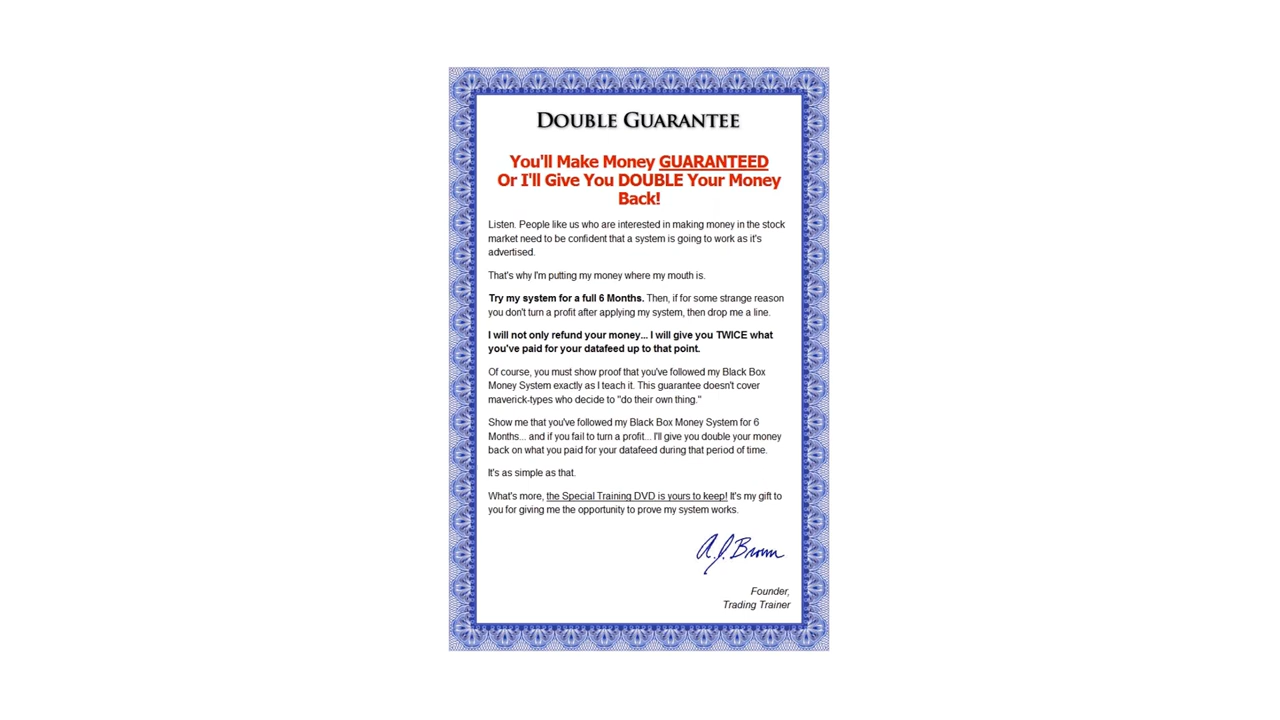 DOUBLE GUARANTEE
You'll Make Money GUARANTEED
Or I'll Give You DOUBLE Your Money
Back!
Listen. People like us who are interested in making money in the stock
market need to be confident that a system is going to work as it's
advertised.
That's why I'm putting my money where my mouth is.
Try my system for a full 6 Months. Then, if for some strange reason
you don't turn a profit after applying my system, then drop me a line.
I will not only refund your money... I will give you TWICE what
you've paid for your datafeed up to that point.
Of course, you must show proof that you've followed my Black Box
Money System exactly as I teach it. This guarantee doesn't cover
maverick-types who decide to "do their own thing."
Show me that you've followed my Black Box Money System for 6
Months... and if you fail to turn a profit... I'll give you double your money
back on what you paid for your datafeed during that period of time.
It's as simple as that.
What's more, the Special Training DVD is yours to keep! It's my gift to
you for giving me the opportunity to prove my system works.
A.J. Brown
Founder,
Trading Trainer